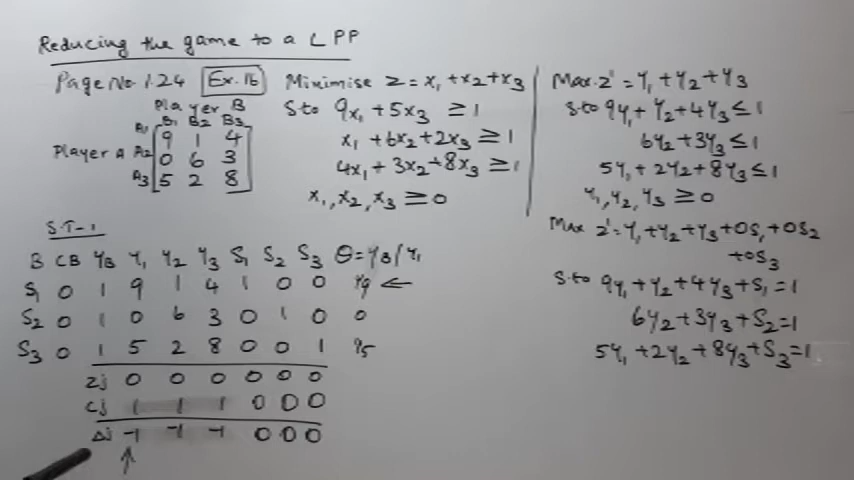 Reducing the game to a LPP
Page No 1.24 Ex.16
Player B
B1 B2 B3
A1 9 1 4
Player A A2 0 6 3
A3 5 2 8
Minimise Z = x1 + x2 + x3
S to 9x1 + 5x3 ≥ 1
x1 + 6x2 + 2x3 ≥ 1
4x1 + 3x2 + 8x3 ≥ 1
x1, x2, x3 ≥ 0
Max. Z' = Y1 + Y2 + Y3
S to 9Y1 + Y2 + 4Y3 ≤ 1
6Y2 + 3Y3 ≤ 1
5Y1 + 2Y2 + 8Y3 ≤ 1
Y1, Y2, Y3 ≥ 0
Max Z' = Y1 + Y2 + Y3 + 0S1 + 0S2
+ 0S3
S to 9Y1 + Y2 + 4Y3 + S1 = 1
6Y2 + 3Y3 + S2 = 1
5Y1 + 2Y2 + 8Y3 + S3 = 1
S.T-1
B CB YB Y1 Y2 Y3 S1 S2 S3 θ = YB/Y1
S1 0 1 9 1 4 1 0 0 1/9 ←
S2 0 1 0 6 3 0 1 0 0
S3 0 1 5 2 8 0 0 1 1/5
Zj 0 0 0 0 0 0
Cj 1 1 1 0 0 0
Δj -1 -1 -1 0 0 0
↑